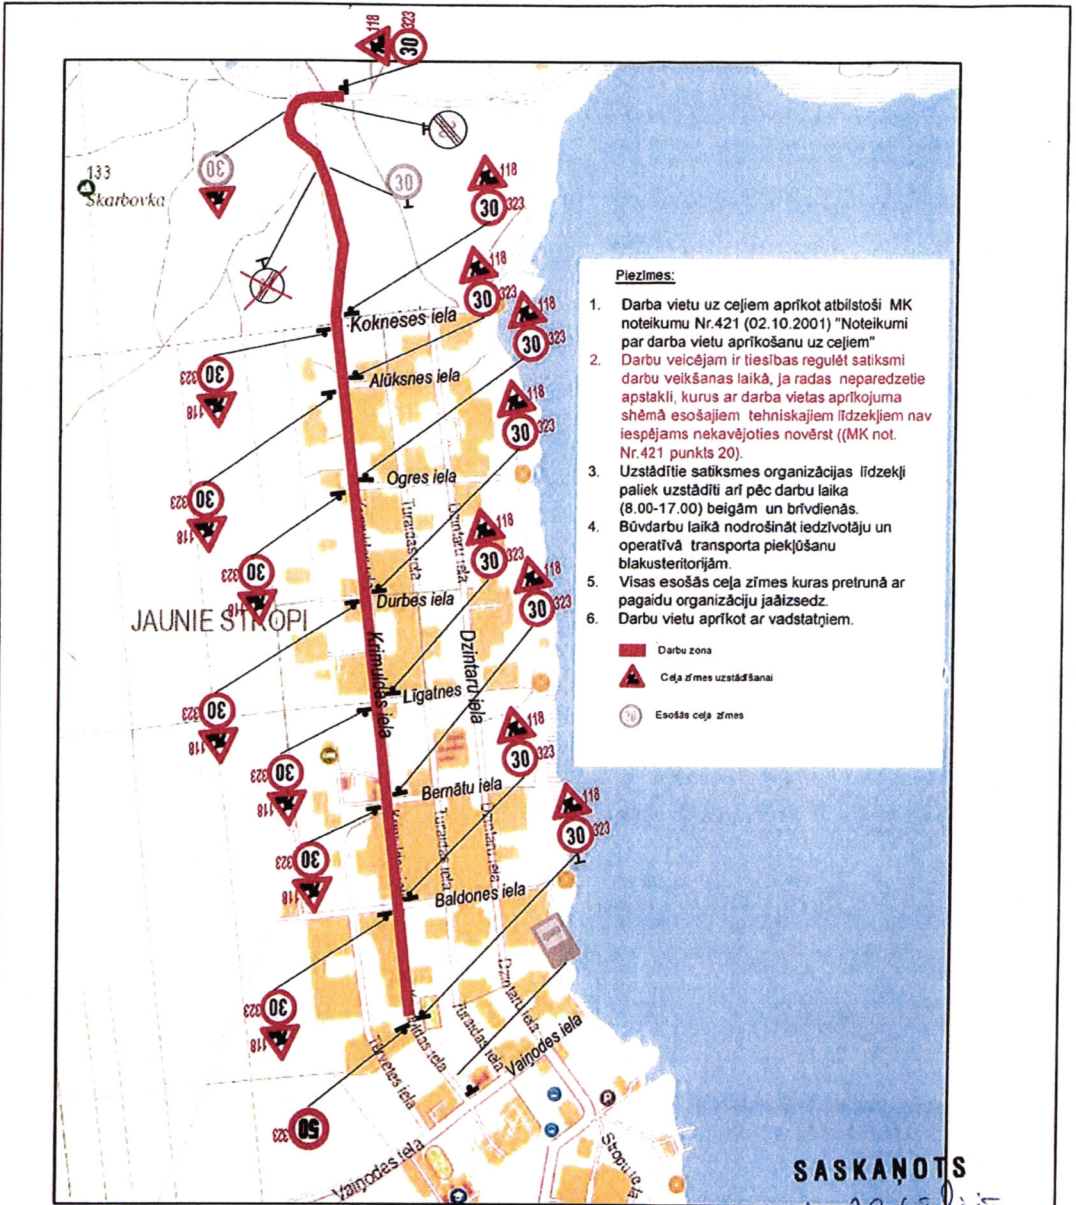 118
323
30
30
133
Skarbovka
30
118
30
323
118
30
323
118
30
323
Kokneses iela
30
323
118
Alūksnes iela
118
30
323
30
323
118
Ogres iela
Turaidas iela
Dzintaru iela
118
30
323
30
323
118
JAUNIE STROPI
Durbes iela
118
30
323
Krimuldas iela
Dzintaru iela
Līgatnes
30
323
118
118
30
323
30
323
118
Bernātu iela
Turaidas iela
Dzintaru iela
118
30
323
30
323
118
Baldones iela
30
323
118
Dzintaru iela
Turaidas iela
Vaiņodes iela
Tērvetes iela
50
323
Vaiņodas iela
Stropu iela
Piezīmes:
1. Darba vietu uz ceļiem aprīkot atbilstoši MK
noteikumu Nr.421 (02.10.2001) "Noteikumi
par darba vietu aprīkošanu uz ceļiem"
2. Darbu veicējam ir tiesības regulēt satiksmi
darbu veikšanas laikā, ja radas neparedzetie
apstakli, kurus ar darba vietas aprīkojuma
shēmā esošajiem tehniskajiem līdzekļiem nav
iespējams nekavējoties novērst ((MK not.
Nr.421 punkts 20).
3. Uzstādītie satiksmes organizācijas līdzekļi
paliek uzstādīti arī pēc darbu laika
(8.00-17.00) beigām un brīvdienās.
4. Būvdarbu laikā nodrošināt iedzīvotāju un
operatīvā transporta piekļūšanu
blakusteritorijām.
5. Visas esošās ceļa zīmes kuras pretrunā ar
pagaidu organizāciju jaāizsedz.
6. Darbu vietu aprīkot ar vadstatņiem.
Darbu zona
Ceļa zīmes uzstādīšanai
Esošās ceļa zīmes
SASKAŅOTS